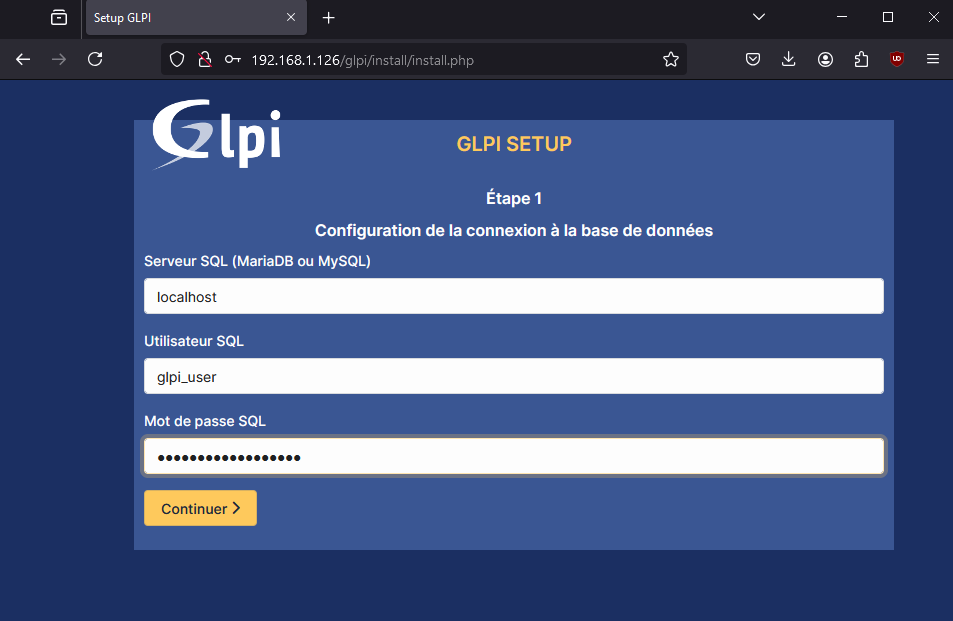 Setup GLPI
192.168.1.126/glpi/install/install.php
Glpi
GLPI SETUP
Étape 1
Configuration de la connexion à la base de données
Serveur SQL (MariaDB ou MySQL)
localhost
Utilisateur SQL
glpi_user
Mot de passe SQL
••••••••••••••••••
Continuer